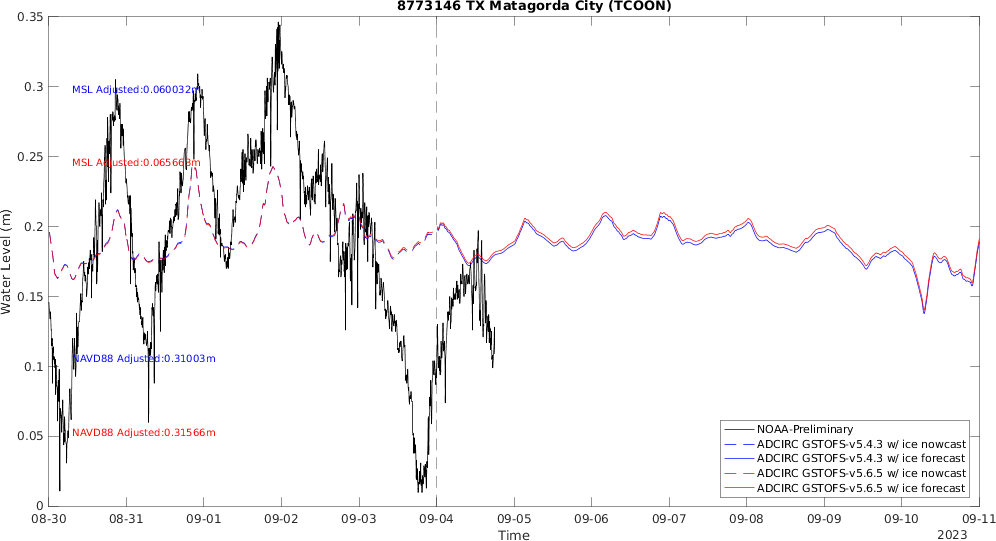 8773146 TX Matagorda City (TCOON)
Water Level (m)
0.35
0.3
0.25
0.2
0.15
0.1
0.05
0
MSL Adjusted:0.060032m
MSL Adjusted:0.065663m
NAVD88 Adjusted:0.31003m
NAVD88 Adjusted:0.31566m
NOAA-Preliminary
ADCIRC GSTOFS-v5.4.3 w/ ice nowcast
ADCIRC GSTOFS-v5.4.3 w/ ice forecast
ADCIRC GSTOFS-v5.6.5 w/ ice nowcast
ADCIRC GSTOFS-v5.6.5 w/ ice forecast
08-30 08-31 09-01 09-02 09-03 09-04 09-05 09-06 09-07 09-08 09-09 09-10 09-11
Time
2023